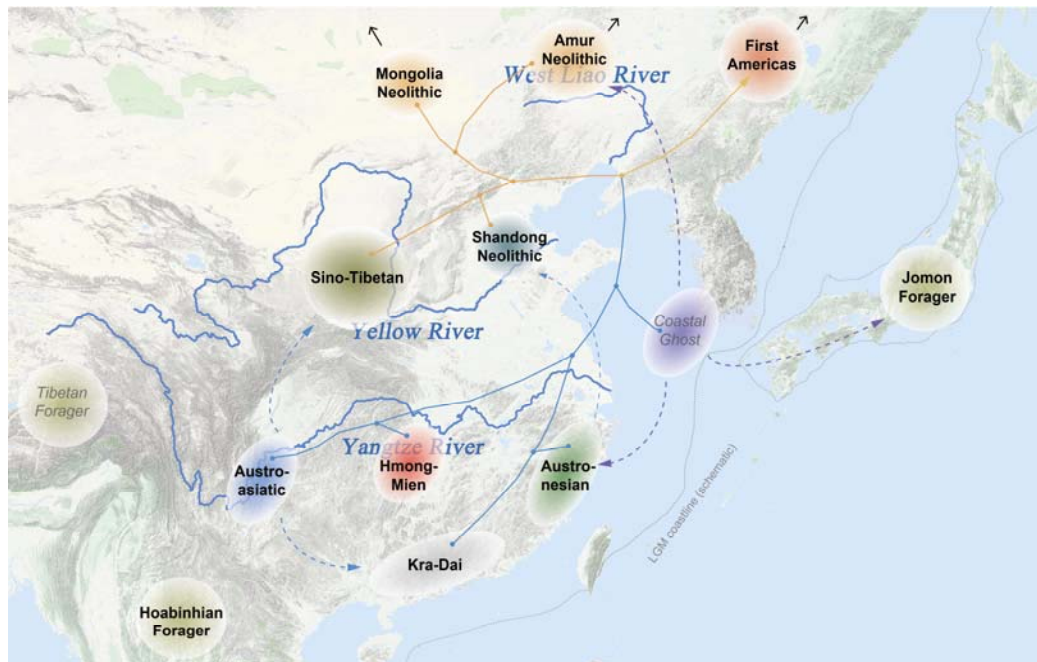 Amur
Neolithic
First
Americas
Mongolia
Neolithic
West Liao River
Shandong
Neolithic
Sino-Tibetan
Jomon
Forager
Yellow River
Coastal
Ghost
Tibetan
Forager
Yangtze River
Austro-
asiatic
Hmong-
Mien
Austro-
nesian
LGM coastline (schematic)
Kra-Dai
Hoabinhian
Forager